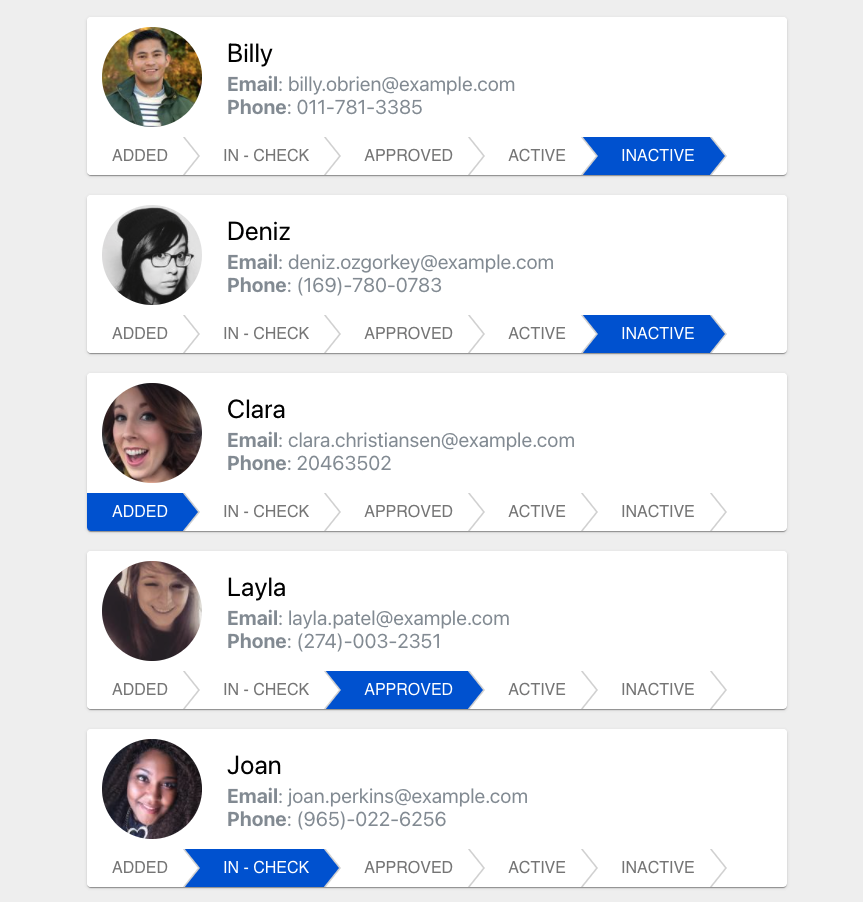 Billy
Email: billy.obrien@example.com
Phone: 011-781-3385
ADDED IN - CHECK APPROVED ACTIVE INACTIVE
Deniz
Email: deniz.ozgorkey@example.com
Phone: (169)-780-0783
ADDED IN - CHECK APPROVED ACTIVE INACTIVE
Clara
Email: clara.christiansen@example.com
Phone: 20463502
ADDED IN - CHECK APPROVED ACTIVE INACTIVE
Layla
Email: layla.patel@example.com
Phone: (274)-003-2351
ADDED IN - CHECK APPROVED ACTIVE INACTIVE
Joan
Email: joan.perkins@example.com
Phone: (965)-022-6256
ADDED IN - CHECK APPROVED ACTIVE INACTIVE